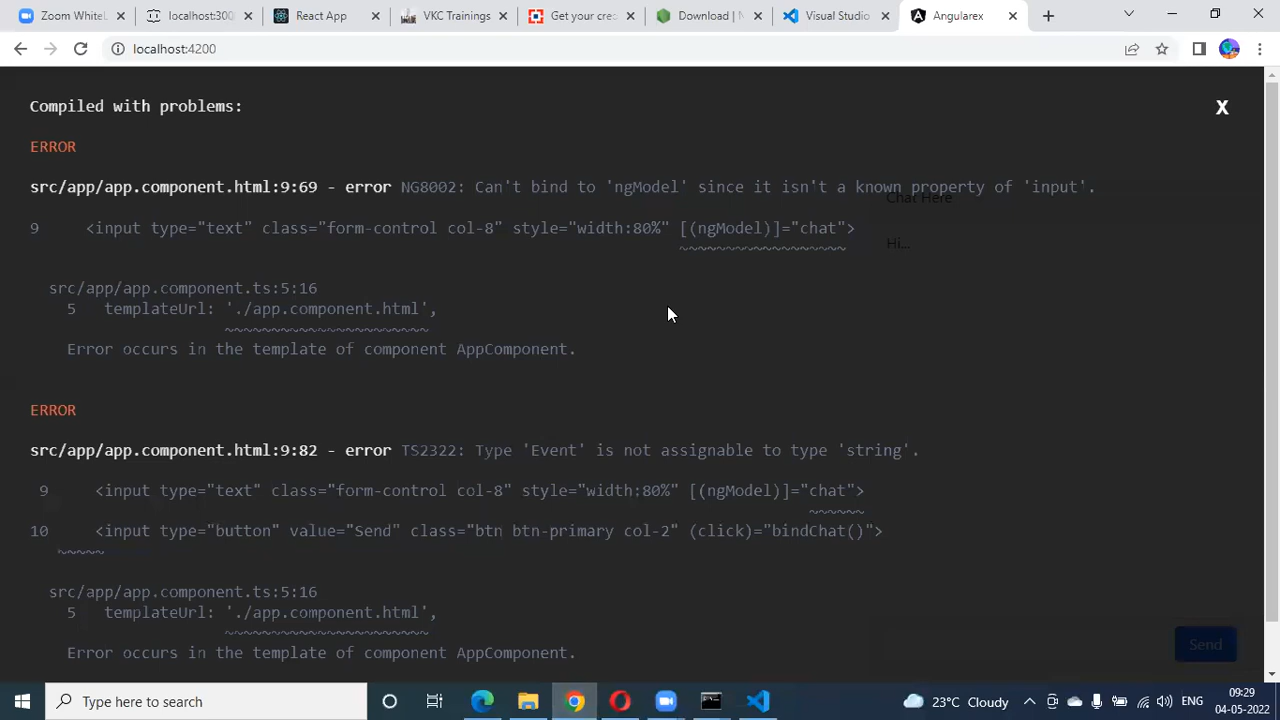 Zoom WhiteL
localhost:00
React App
VKC Trainings
Get your cre
Download | N
Visual Studio
Angularex
localhost:4200
Compiled with problems:
X
ERROR
src/app/app.component.html:9:69 - error NG8002: Can't bind to 'ngModel' since it isn't a known property of 'input'.
Chat Here
9 <input type="text" class="form-control col-8" style="width:80%" [(ngModel)]="chat">
~~~~~~~~~~~~~~~~~~
Hi...
src/app/app.component.ts:5:16
5 templateUrl: './app.component.html',
~~~~~~~~~~~~~~~~~~~~~~
Error occurs in the template of component AppComponent.
ERROR
src/app/app.component.html:9:82 - error TS2322: Type 'Event' is not assignable to type 'string'.
9 <input type="text" class="form-control col-8" style="width:80%" [(ngModel)]="chat">
~~~~~~
10 <input type="button" value="Send" class="btn btn-primary col-2" (click)="bindChat()">
~~~~~
src/app/app.component.ts:5:16
5 templateUrl: './app.component.html',
~~~~~~~~~~~~~~~~~~~~~~
Error occurs in the template of component AppComponent.
Send
Type here to search
23°C Cloudy
ENG
09:29
04-05-2022